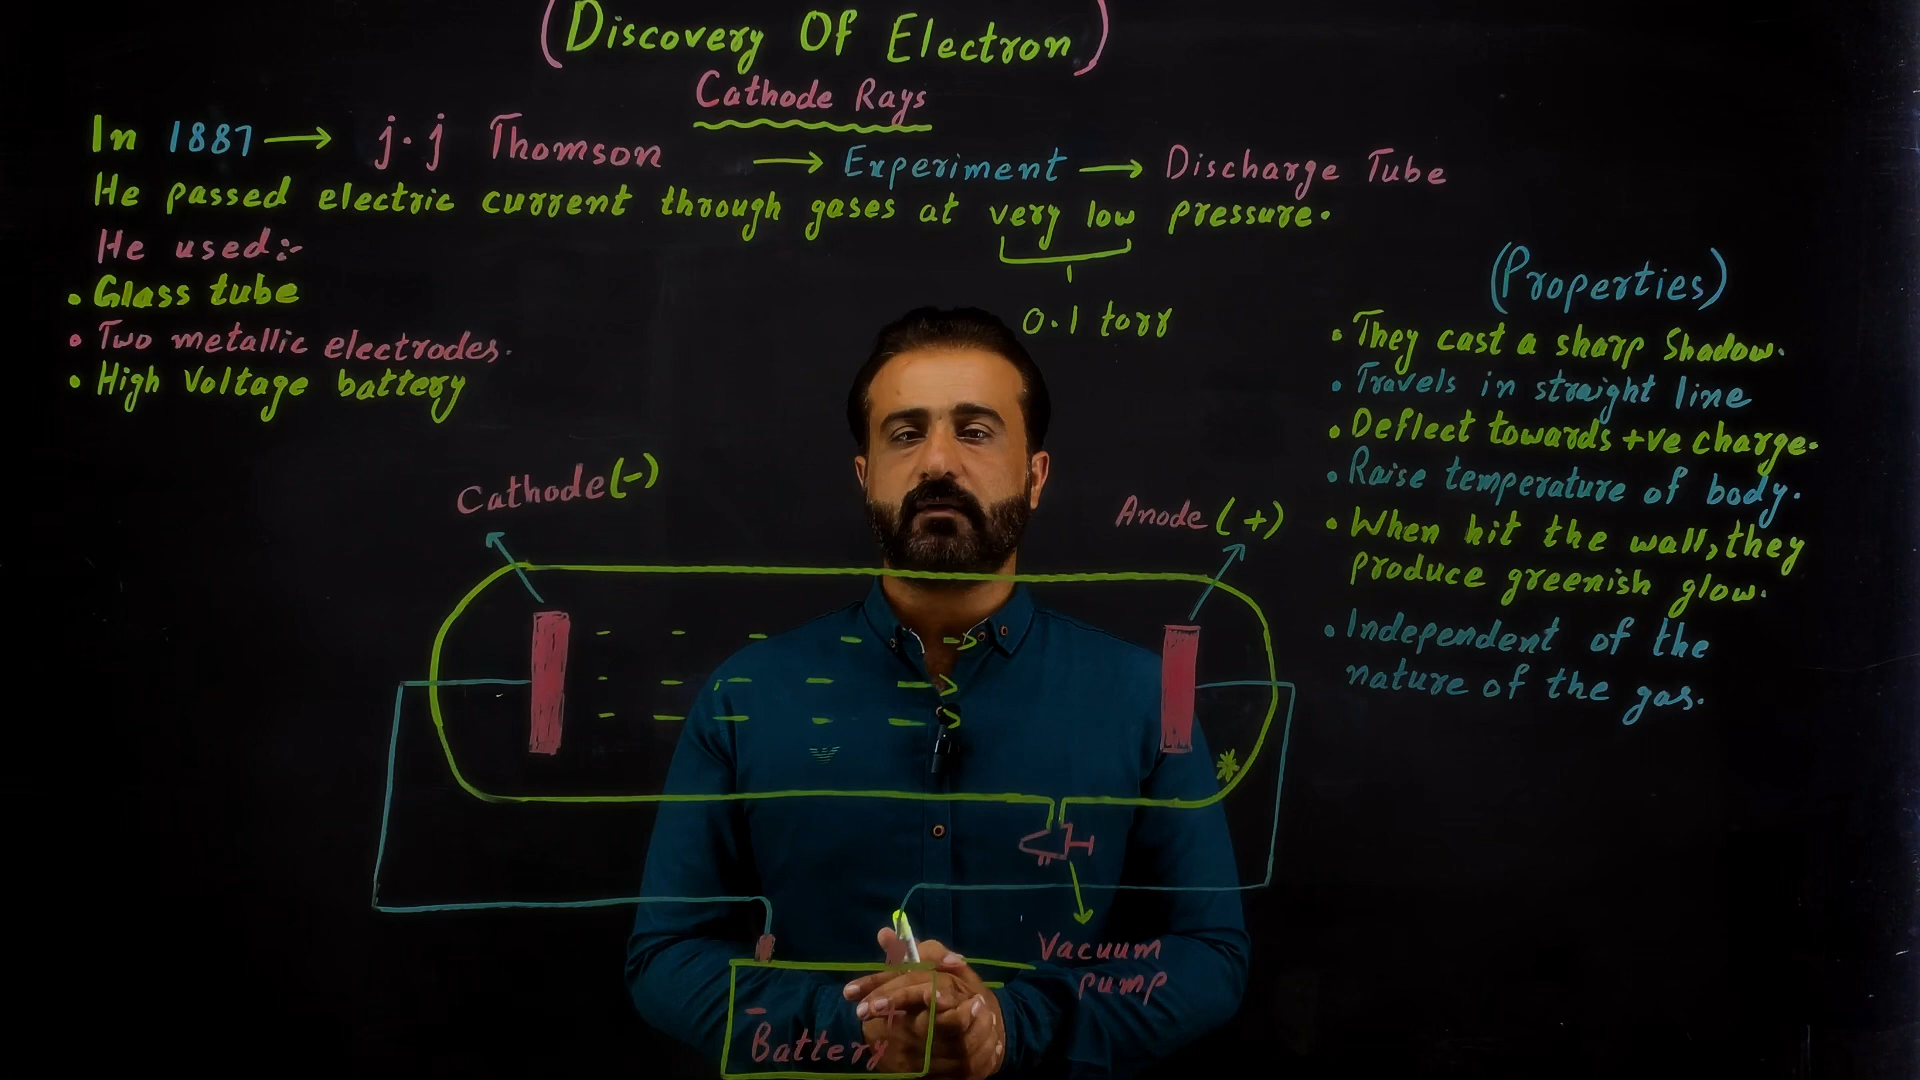 (Discovery Of Electron)
Cathode Rays
In 1887 → j.j Thomson → Experiment → Discharge Tube
He passed electric current through gases at very low pressure.
0.1 torr
He used:-
• Glass tube
• Two metallic electrodes.
• High Voltage battery
(Properties)
• They cast a sharp Shadow.
• Travels in straight line
• Deflect towards +ve charge.
• Raise temperature of body.
• When hit the wall, they
produce greenish glow.
• Independent of the
nature of the gas.
Cathode (-)
Anode (+)
Vacuum
pump
- +
Battery